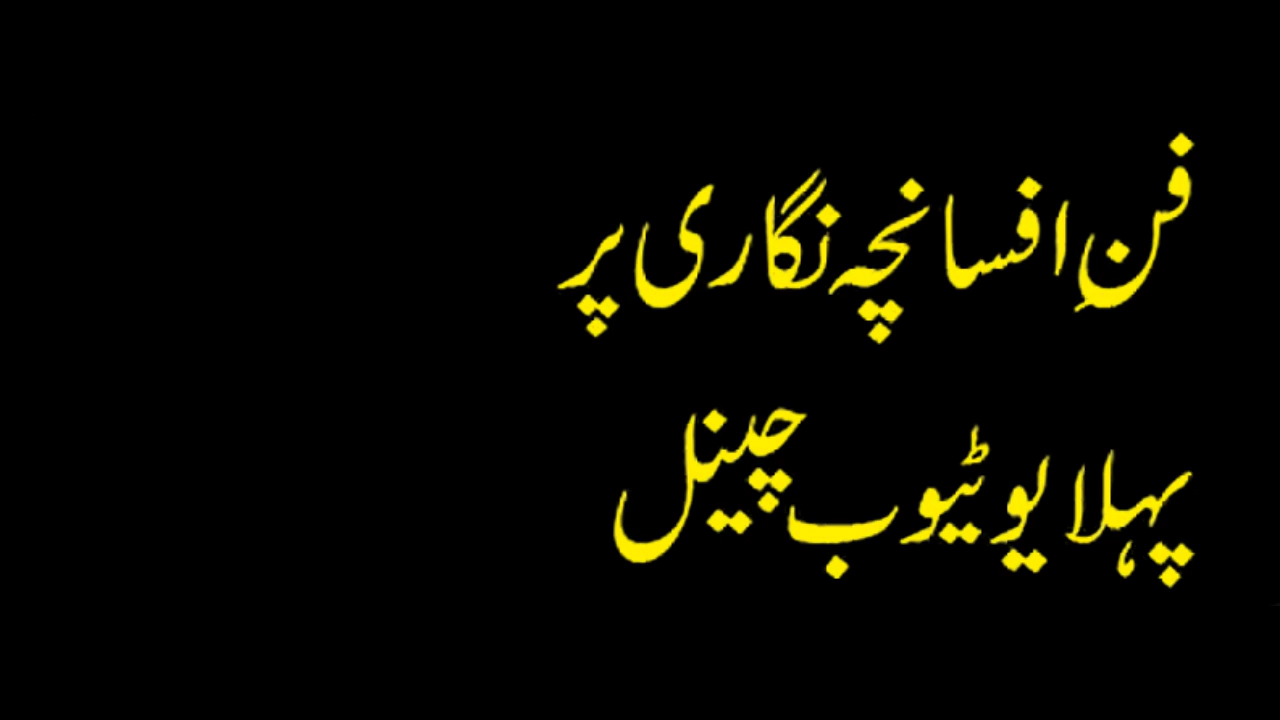 فنِ افسانچہ نگاری پر
پہلا یوٹیوب چینل